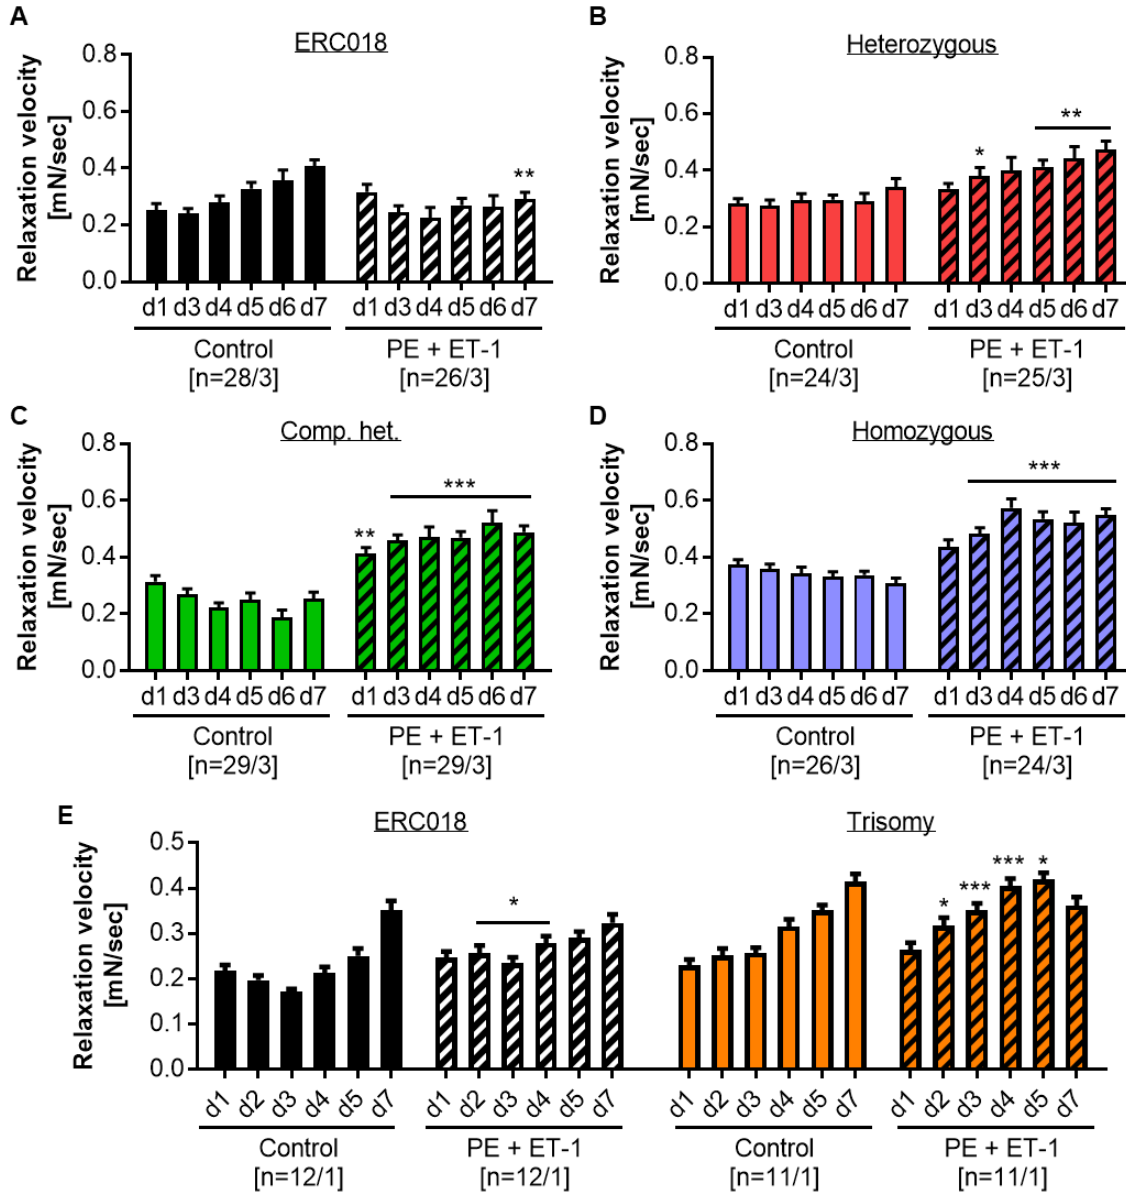 A
ERC018
Relaxation velocity
[mN/sec]
0.8
0.6
0.4
0.2
0.0
**
d1 d3 d4 d5 d6 d7
d1 d3 d4 d5 d6 d7
Control
PE + ET-1
[n=28/3]
[n=26/3]
B
Heterozygous
Relaxation velocity
[mN/sec]
0.8
0.6
0.4
0.2
0.0
*
**
d1 d3 d4 d5 d6 d7
d1 d3 d4 d5 d6 d7
Control
PE + ET-1
[n=24/3]
[n=25/3]
C
Comp. het.
Relaxation velocity
[mN/sec]
0.8
0.6
0.4
0.2
0.0
**
***
d1 d3 d4 d5 d6 d7
d1 d3 d4 d5 d6 d7
Control
PE + ET-1
[n=29/3]
[n=29/3]
D
Homozygous
Relaxation velocity
[mN/sec]
0.8
0.6
0.4
0.2
0.0
***
d1 d3 d4 d5 d6 d7
d1 d3 d4 d5 d6 d7
Control
PE + ET-1
[n=26/3]
[n=24/3]
E
ERC018
Trisomy
Relaxation velocity
[mN/sec]
0.5
0.4
0.3
0.2
0.1
0.0
*
*
***
***
*
d1 d2 d3 d4 d5 d7
d1 d2 d3 d4 d5 d7
d1 d2 d3 d4 d5 d7
d1 d2 d3 d4 d5 d7
Control
PE + ET-1
Control
PE + ET-1
[n=12/1]
[n=12/1]
[n=11/1]
[n=11/1]